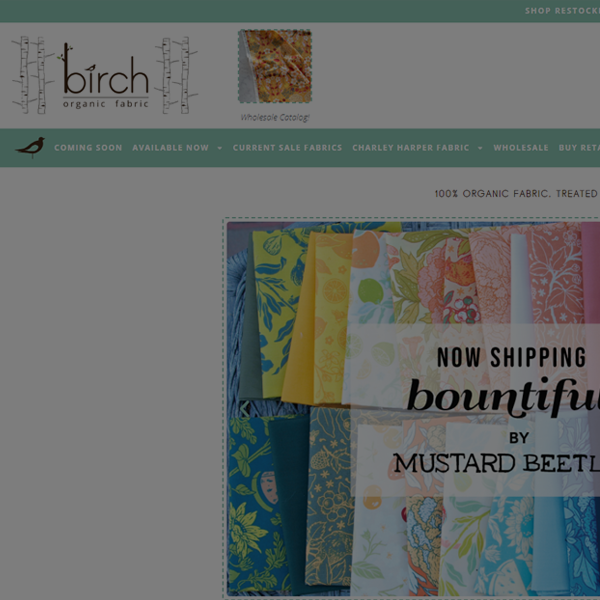 SHOP RESTOCK
birch
organic fabric
Wholesale Catalog!
COMING SOON AVAILABLE NOW CURRENT SALE FABRICS CHARLEY HARPER FABRIC WHOLESALE BUY RETA
100% ORGANIC FABRIC. TREATED
NOW SHIPPING
bountifu
BY
MUSTARD BEETL